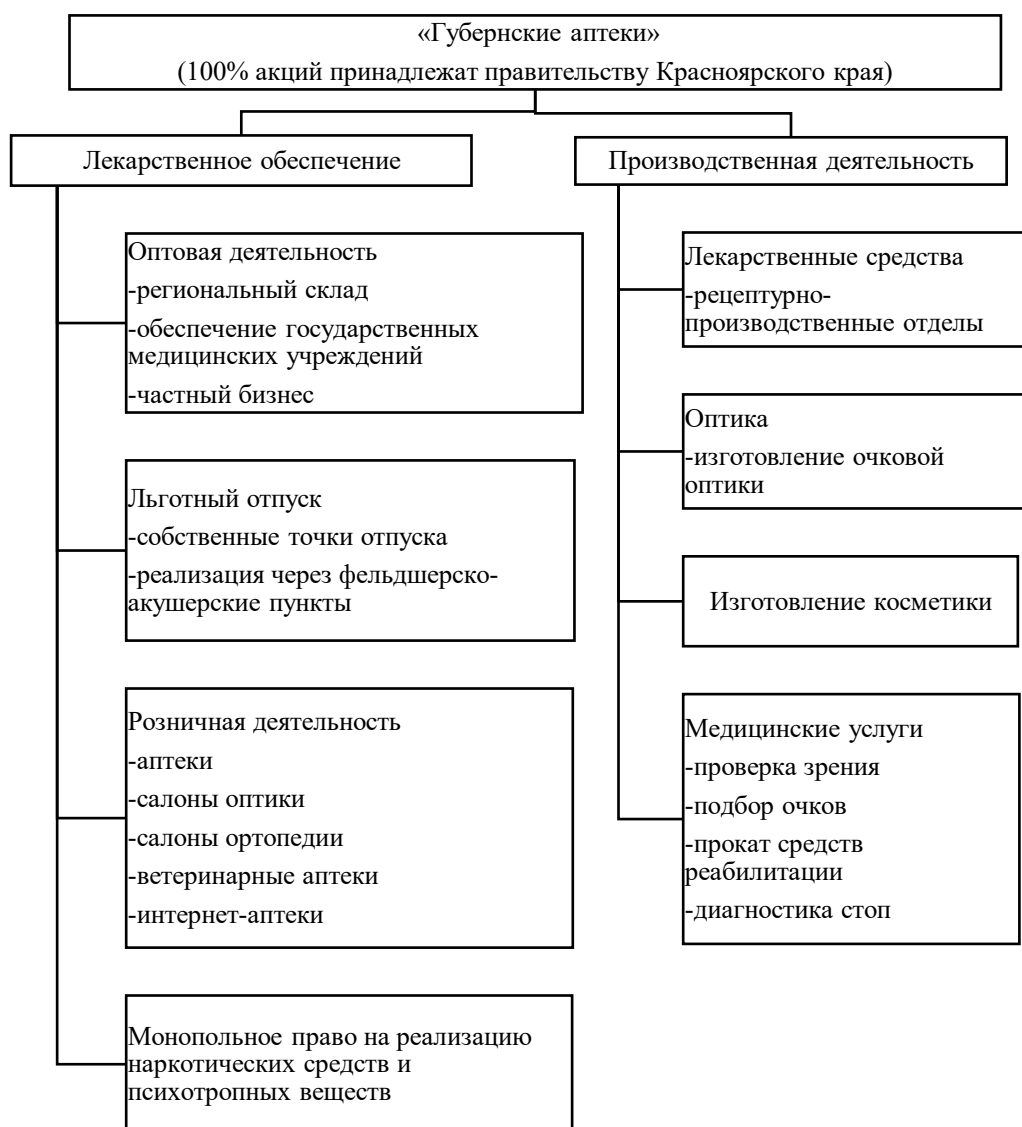 «Губернские аптеки»
(100% акций принадлежат правительству Красноярского края)
Лекарственное обеспечение
Оптовая деятельность
-региональный склад
-обеспечение государственных
медицинских учреждений
-частный бизнес
Льготный отпуск
-собственные точки отпуска
-реализация через фельдшерско-
акушерские пункты
Розничная деятельность
-аптеки
-салоны оптики
-салоны ортопедии
-ветеринарные аптеки
-интернет-аптеки
Монопольное право на реализацию
наркотических средств и
психотропных веществ
Производственная деятельность
Лекарственные средства
-рецептурно-
производственные отделы
Оптика
-изготовление очковой
оптики
Изготовление косметики
Медицинские услуги
-проверка зрения
-подбор очков
-прокат средств
реабилитации
-диагностика стоп